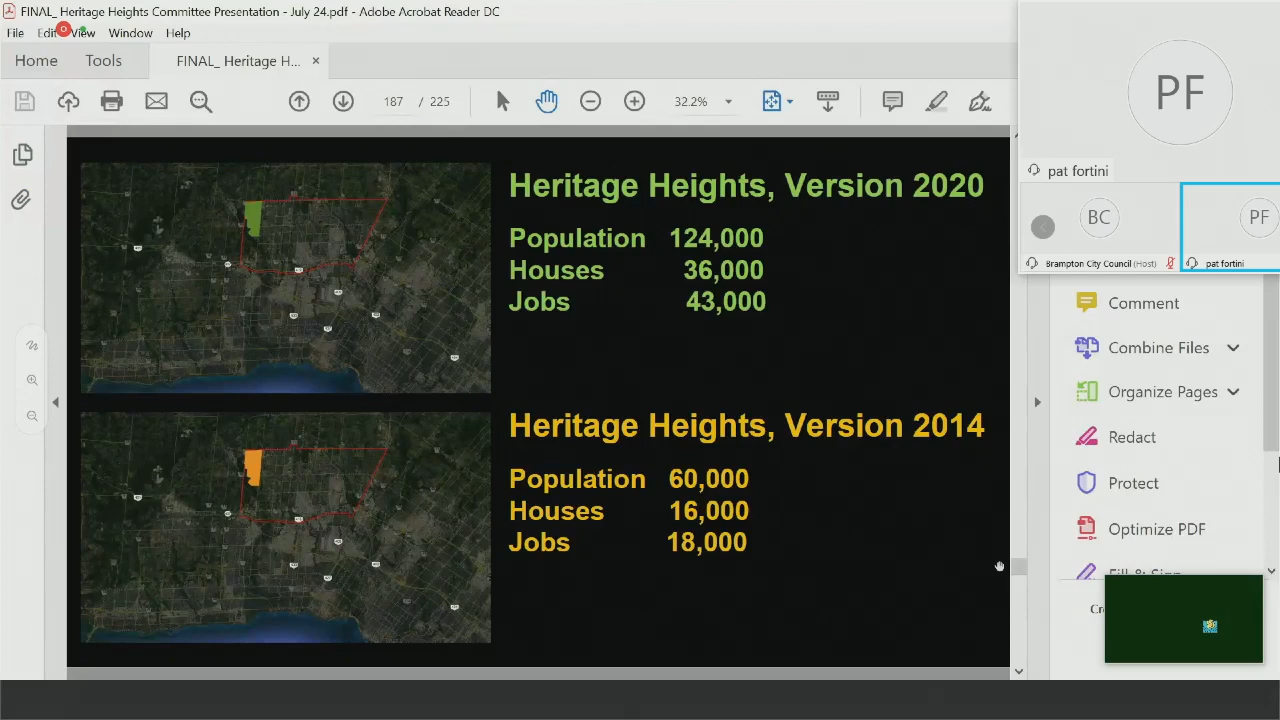 FINAL_ Heritage Heights Committee Presentation - July 24.pdf - Adobe Acrobat Reader DC
File Edit View Window Help
Home Tools FINAL_ Heritage H... ×
187 / 225 32.2%
PF
pat fortini
BC
PF
Brampton City Council (Host)
pat fortini
Heritage Heights, Version 2020
Population 124,000
Houses 36,000
Jobs 43,000
Heritage Heights, Version 2014
Population 60,000
Houses 16,000
Jobs 18,000
Comment
Combine Files
Organize Pages
Redact
Protect
Optimize PDF
Fill & Sign